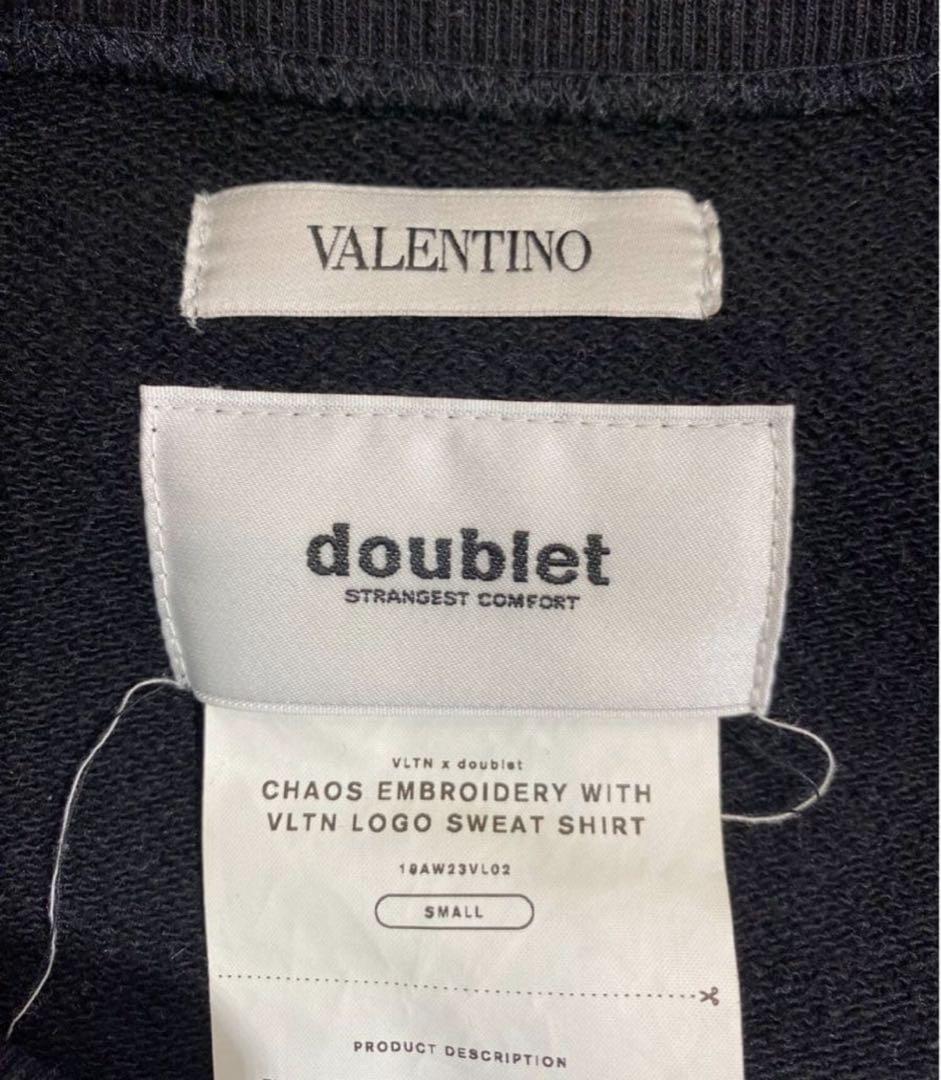 VALENTINO
doublet
STRANGEST COMFORT
VLTN x doublet
CHAOS EMBROIDERY WITH
VLTN LOGO SWEAT SHIRT
19AW23VL02
SMALL
PRODUCT DESCRIPTION